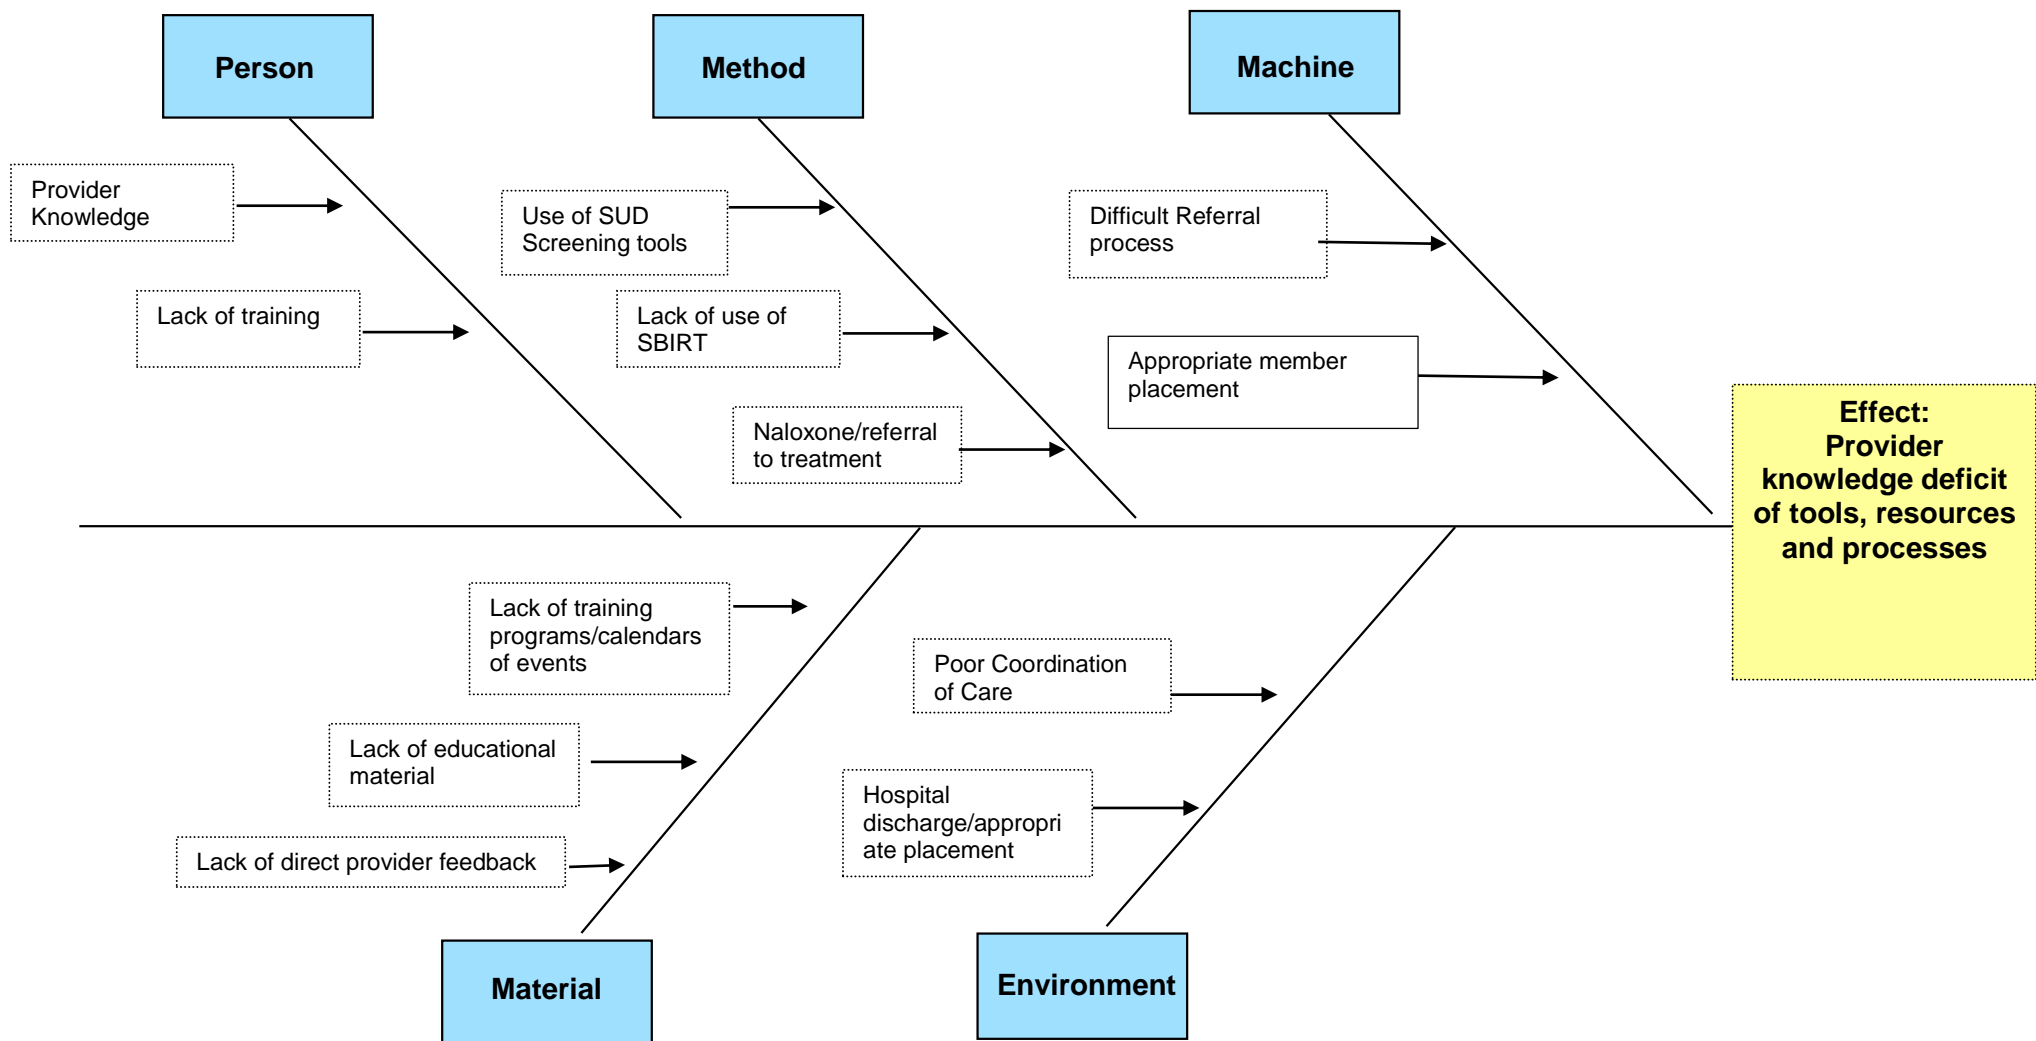 Person
Method
Machine
Provider
Knowledge
Lack of training
Use of SUD
Screening tools
Lack of use of
SBIRT
Naloxone/referral
to treatment
Difficult Referral
process
Appropriate member
placement
Effect:
Provider
knowledge deficit
of tools, resources
and processes
Lack of training
programs/calendars
of events
Lack of educational
material
Lack of direct provider feedback
Poor Coordination
of Care
Hospital
discharge/appropri
ate placement
Material
Environment